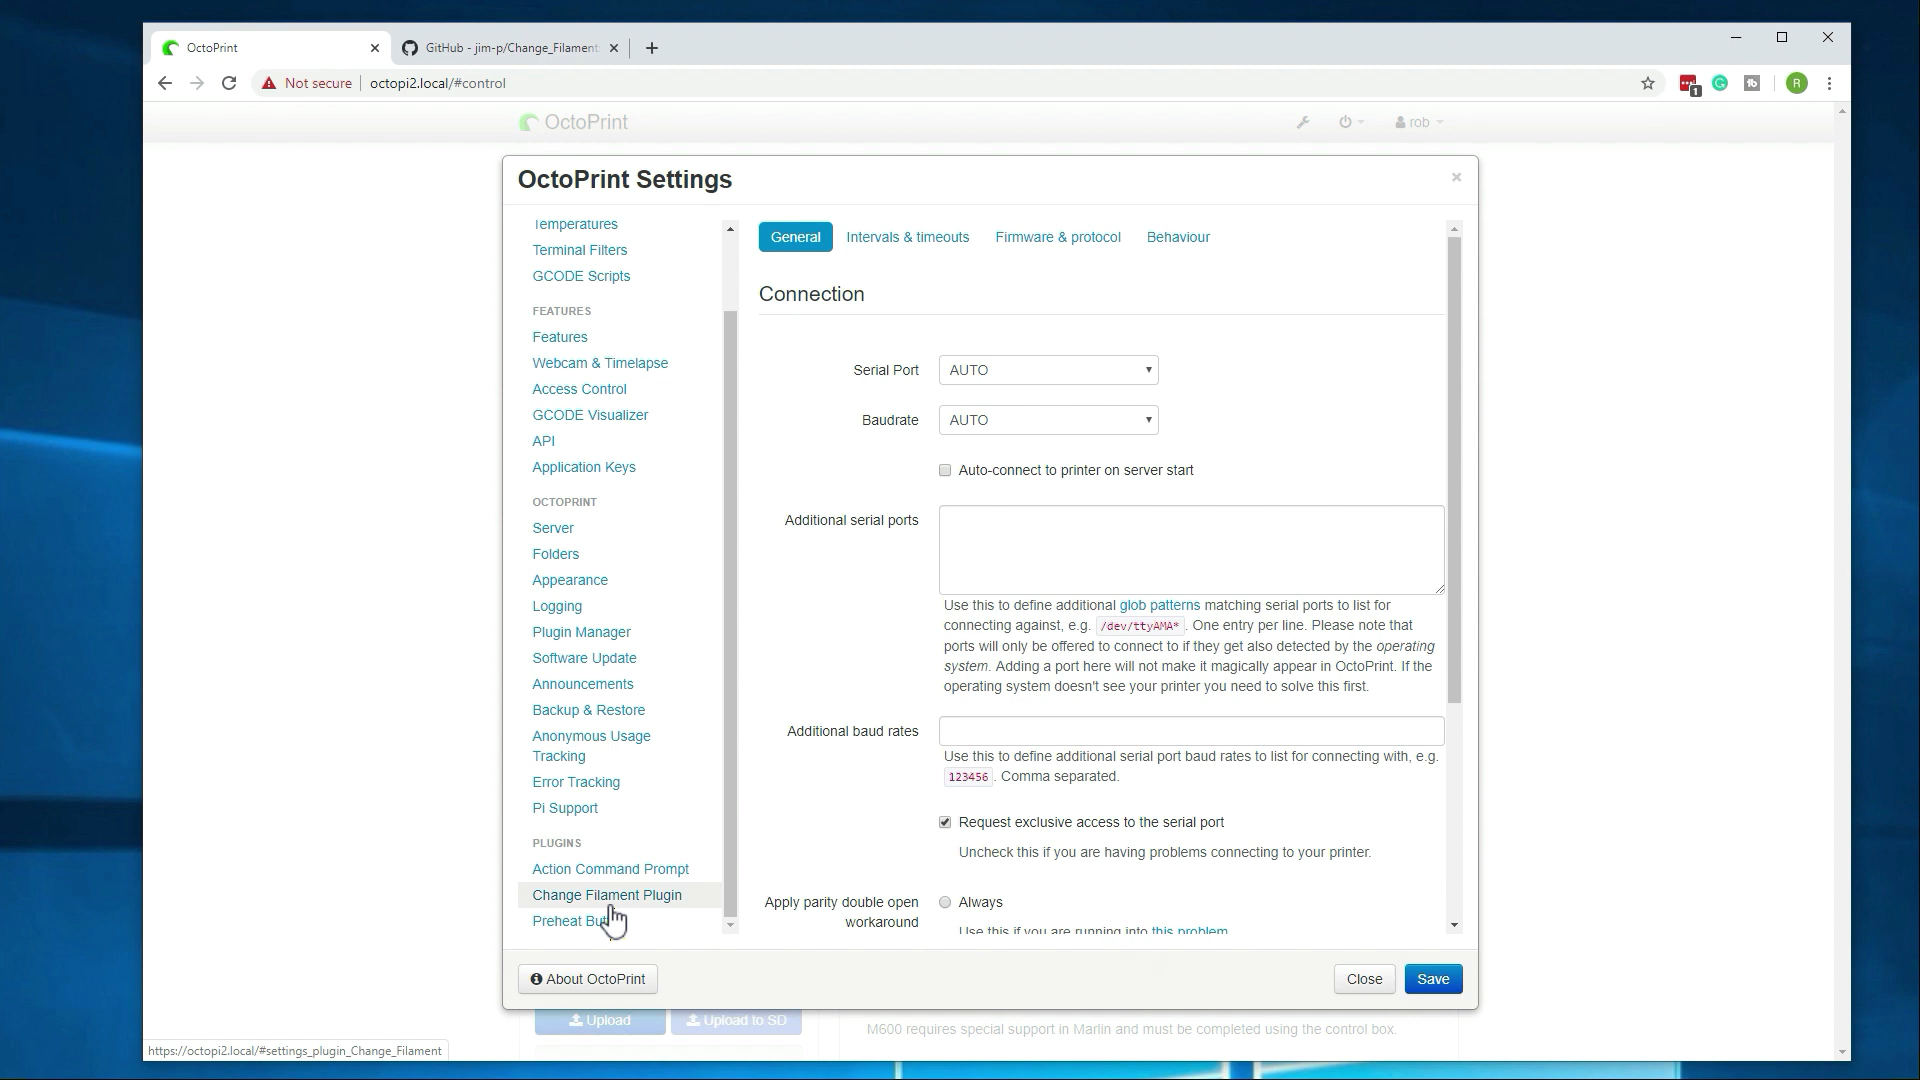 OctoPrint
GitHub - jim-p/Change_Filament
Not secure
octopi2.local/#control
1
R
OctoPrint
rob
OctoPrint Settings
×
Temperatures
Terminal Filters
GCODE Scripts
FEATURES
Features
Webcam & Timelapse
Access Control
GCODE Visualizer
API
Application Keys
OCTOPRINT
Server
Folders
Appearance
Logging
Plugin Manager
Software Update
Announcements
Backup & Restore
Anonymous Usage
Tracking
Error Tracking
Pi Support
PLUGINS
Action Command Prompt
Change Filament Plugin
Preheat But
General
Intervals & timeouts
Firmware & protocol
Behaviour
Connection
Serial Port
AUTO
Baudrate
AUTO
Auto-connect to printer on server start
Additional serial ports
Use this to define additional glob patterns matching serial ports to list for
connecting against, e.g. /dev/ttyAMA* . One entry per line. Please note that
ports will only be offered to connect to if they get also detected by the operating
system. Adding a port here will not make it magically appear in OctoPrint. If the
operating system doesn't see your printer you need to solve this first.
Additional baud rates
Use this to define additional serial port baud rates to list for connecting with, e.g.
123456 . Comma separated.
Request exclusive access to the serial port
Uncheck this if you are having problems connecting to your printer.
Apply parity double open
workaround
Always
Use this if you are running into this problem
About OctoPrint
Close
Save
Upload
Upload to SD
M600 requires special support in Marlin and must be completed using the control box.
https://octopi2.local/#settings_plugin_Change_Filament